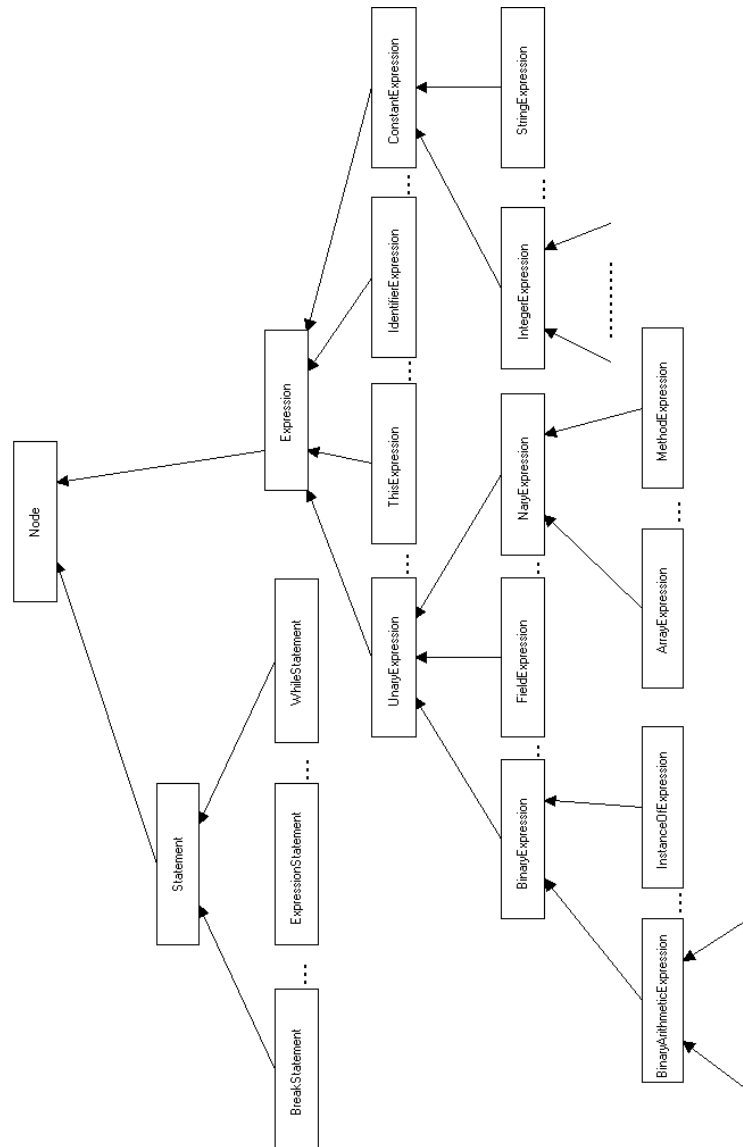 Node
Statement
Expression
BreakStatement
ExpressionStatement
WhileStatement
UnaryExpression
ThisExpression
IdentifierExpression
ConstantExpression
BinaryExpression
FieldExpression
NaryExpression
IntegerExpression
StringExpression
BinaryArithmeticExpression
InstanceOfExpression
ArrayExpression
MethodExpression